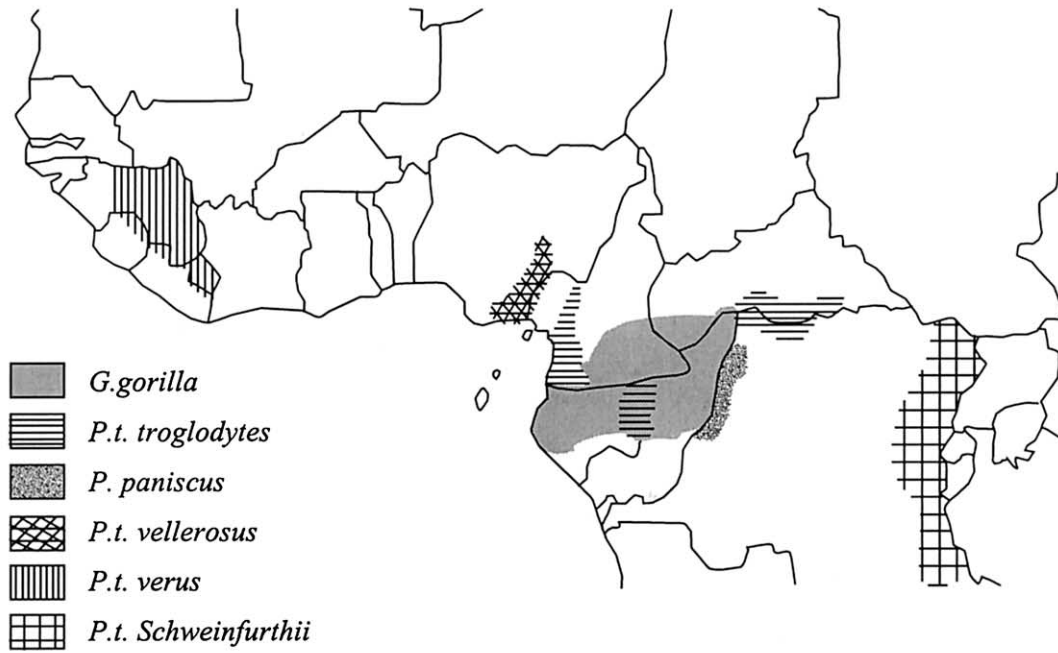 G.gorilla
P.t. troglodytes
P. paniscus
P.t. vellerosus
P.t. verus
P.t. Schweinfurthii